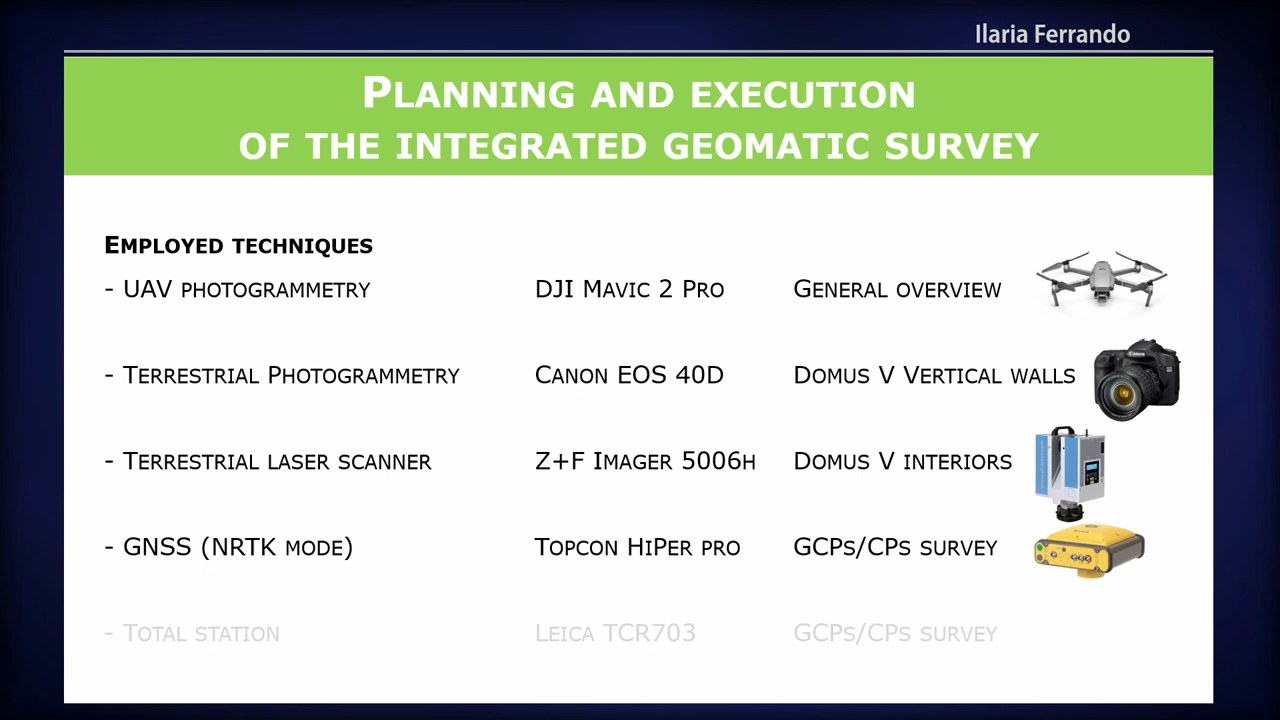 Ilaria Ferrando
PLANNING AND EXECUTION
OF THE INTEGRATED GEOMATIC SURVEY
EMPLOYED TECHNIQUES
- UAV PHOTOGRAMMETRY DJI MAVIC 2 PRO GENERAL OVERVIEW
- TERRESTRIAL PHOTOGRAMMETRY CANON EOS 40D DOMUS V VERTICAL WALLS
- TERRESTRIAL LASER SCANNER Z+F IMAGER 5006H DOMUS V INTERIORS
- GNSS (NRTK MODE) TOPCON HIPER PRO GCPS/CPS SURVEY
- TOTAL STATION LEICA TCR703 GCPS/CPS SURVEY